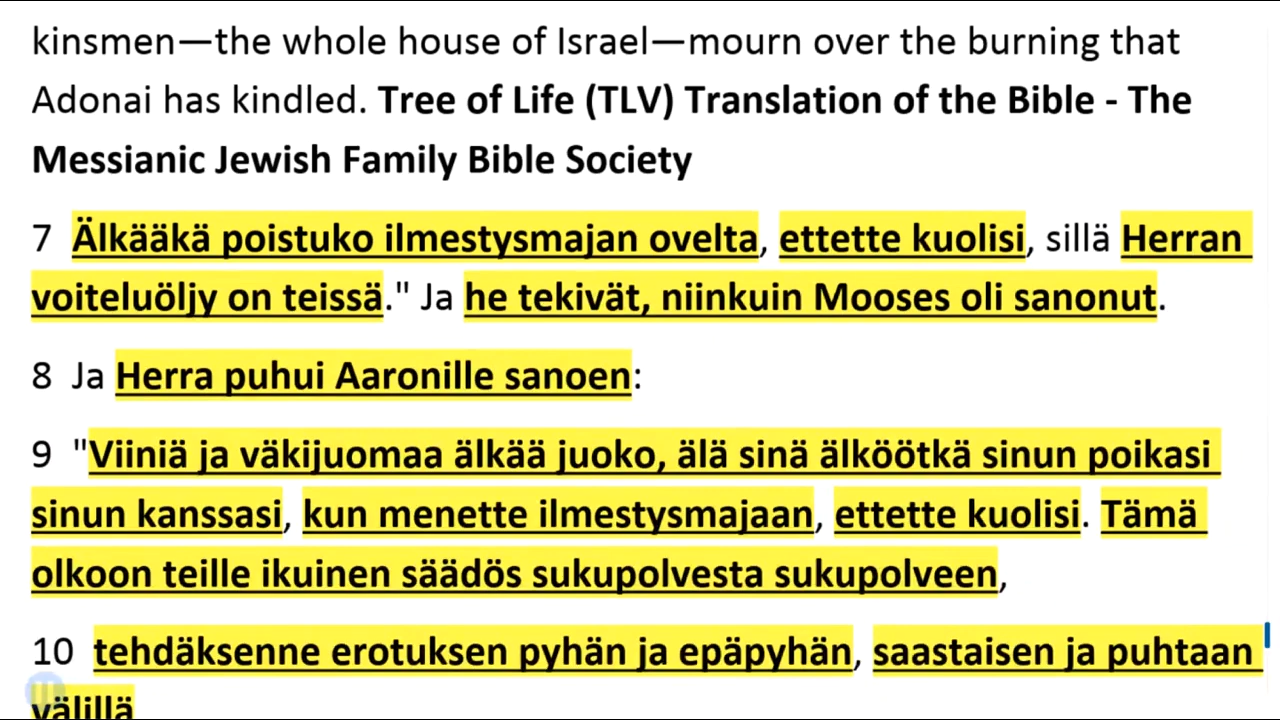 kinsmen—the whole house of Israel—mourn over the burning that
Adonai has kindled. Tree of Life (TLV) Translation of the Bible - The
Messianic Jewish Family Bible Society
7 Älkääkä poistuko ilmestysmajan ovelta, ettette kuolisi, sillä Herran
voiteluöljy on teissä." Ja he tekivät, niinkuin Mooses oli sanonut.
8 Ja Herra puhui Aaronille sanoen:
9 "Viiniä ja väkijuomaa älkää juoko, älä sinä älköötkä sinun poikasi
sinun kanssasi, kun menette ilmestysmajaan, ettette kuolisi. Tämä
olkoon teille ikuinen säädös sukupolvesta sukupolveen,
10 tehdäksenne erotuksen pyhän ja epäpyhän, saastaisen ja puhtaan
välillä